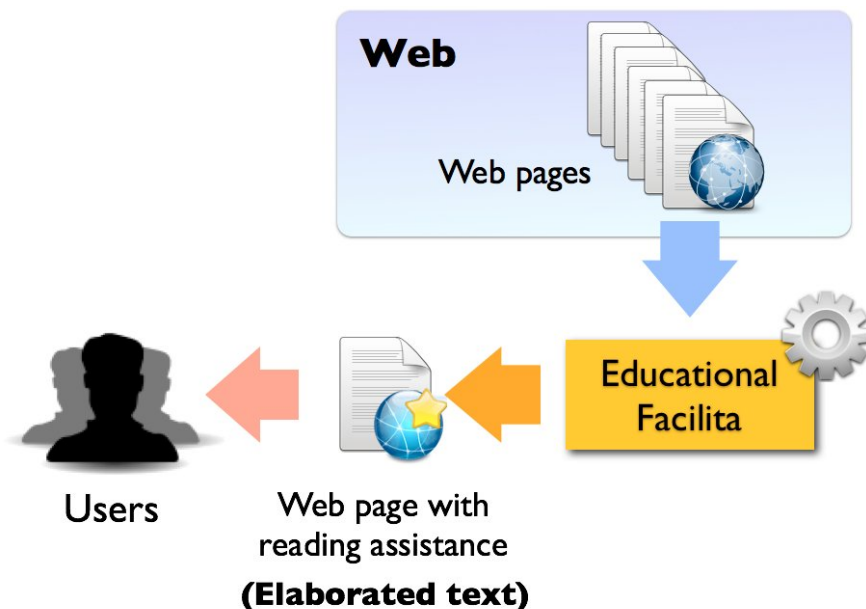 Web
Web pages
Educational
Facilita
Users
Web page with
reading assistance
(Elaborated text)